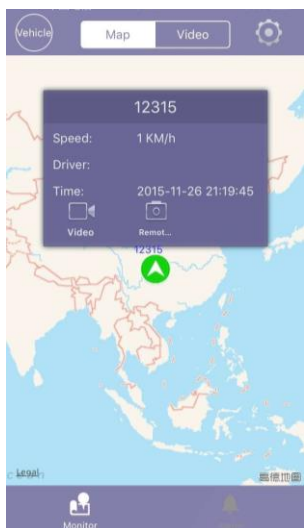 Vehicle
Map
Video
12315
Speed: 1 KM/h
Driver:
Time: 2015-11-26 21:19:45
Video
Remot...
12315
Legal
高德地图
Monitor